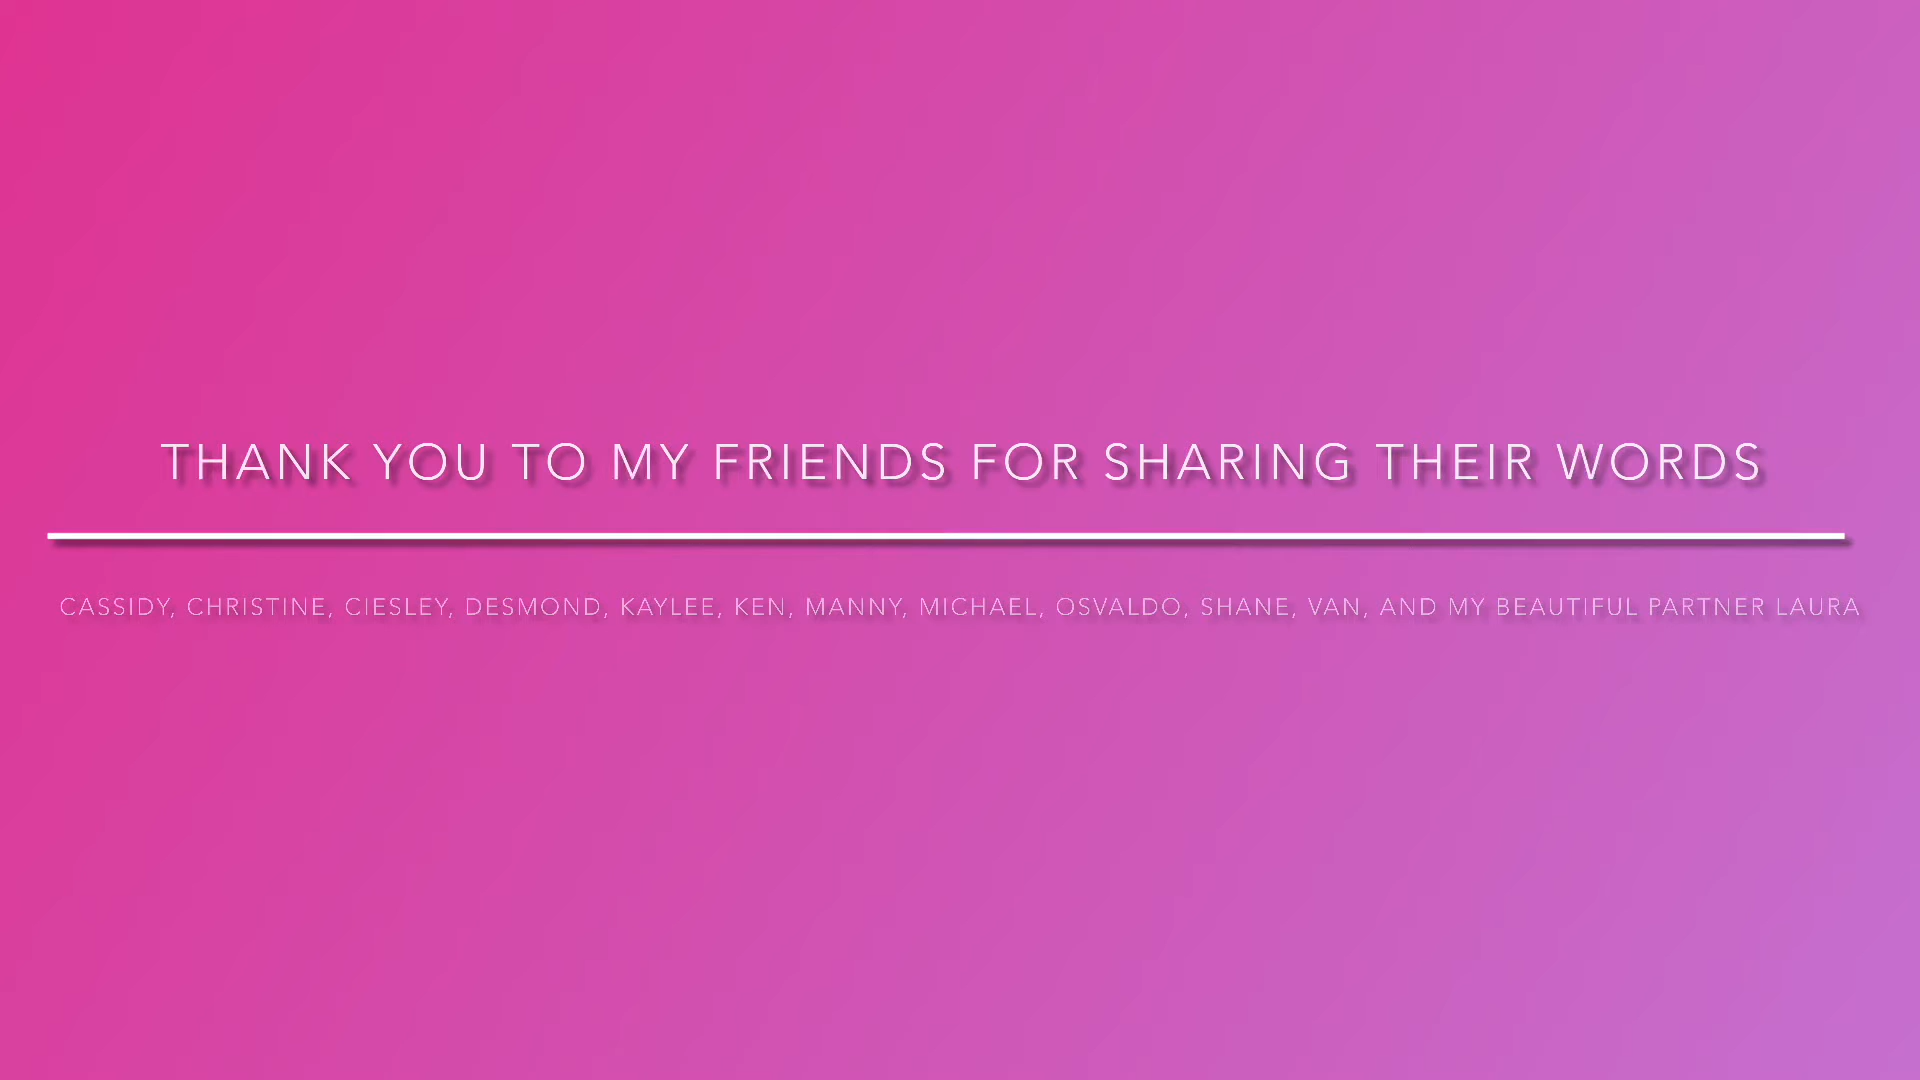 THANK YOU TO MY FRIENDS FOR SHARING THEIR WORDS
CASSIDY, CHRISTINE, CIESLEY, DESMOND, KAYLEE, KEN, MANNY, MICHAEL, OSVALDO, SHANE, VAN, AND MY BEAUTIFUL PARTNER LAURA